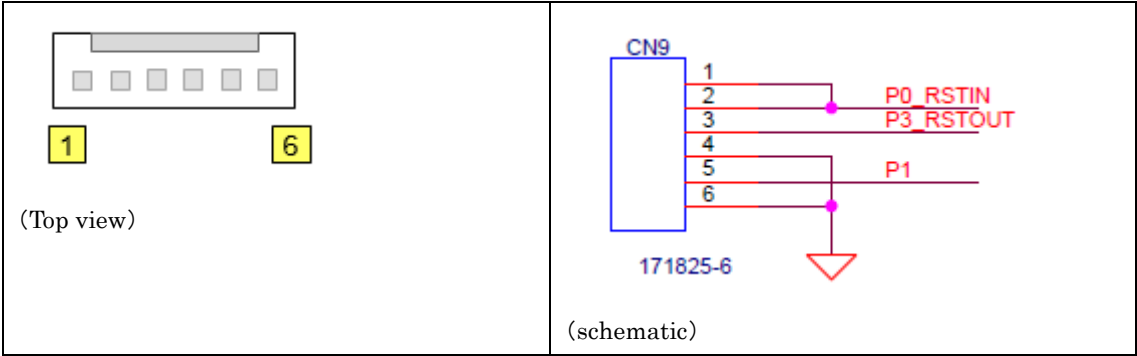 1
6
（Top view）
CN9
1
2
P0_RSTIN
3
P3_RSTOUT
4
5
P1
6
171825-6
（schematic）